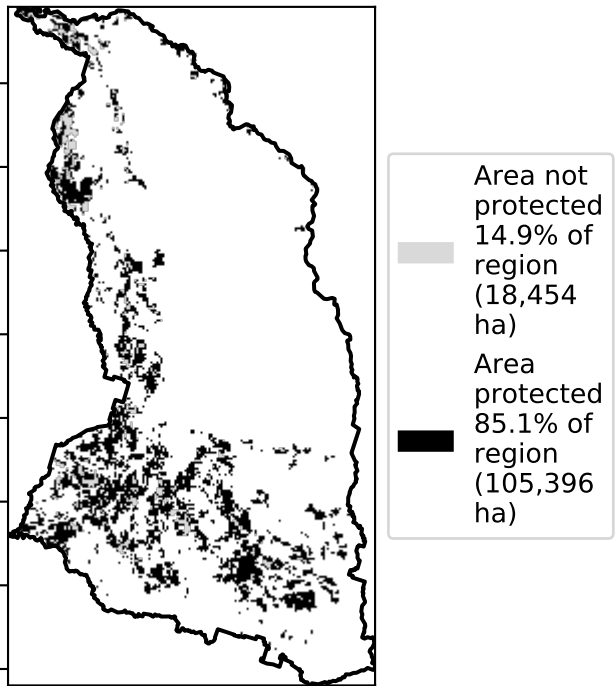 Area not
protected
14.9% of
region
(18,454
ha)
Area
protected
85.1% of
region
(105,396
ha)